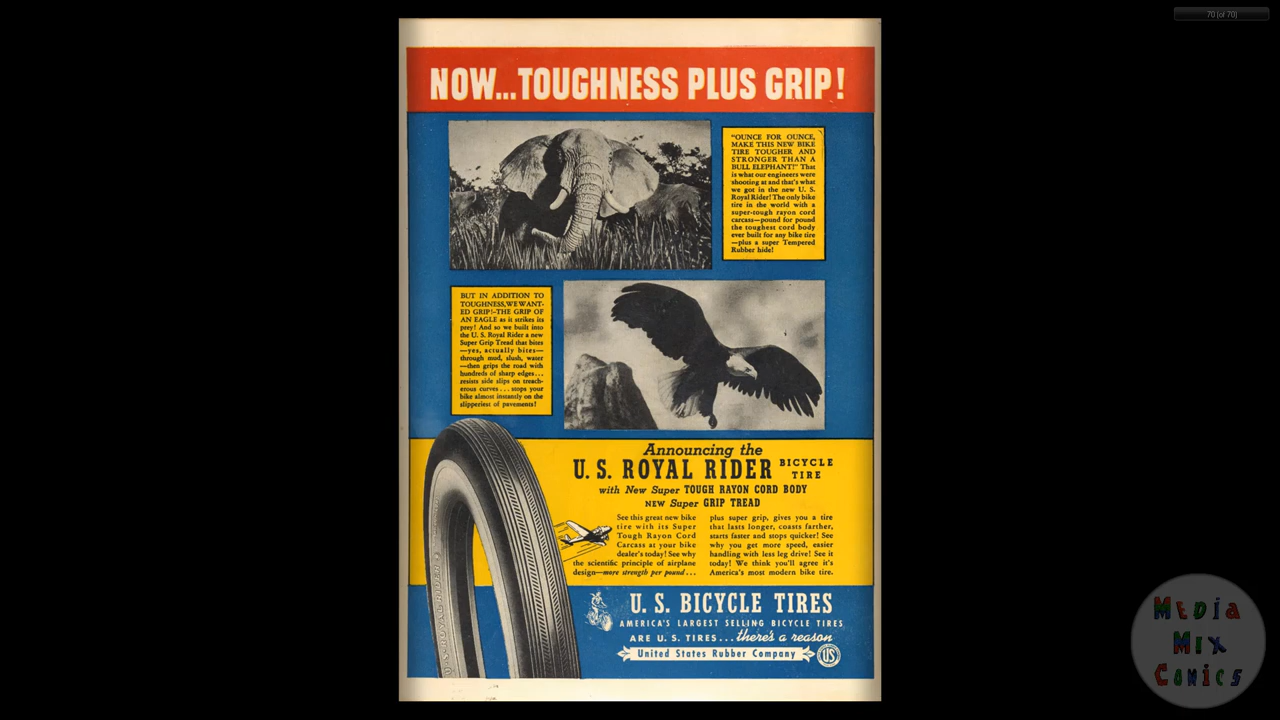 70 (of 70)
NOW...TOUGHNESS PLUS GRIP!
"OUNCE FOR OUNCE,
MAKE THIS NEW BIKE
TIRE TOUGHER AND
STRONGER THAN A
BULL ELEPHANT!" That
is what our engineers were
shooting at and that's what
we got in the new U. S.
Royal Rider! The only bike
tire in the world with a
super-tough rayon cord
carcass—pound for pound
the toughest cord body
ever built for any bike tire
—plus a super Tempered
Rubber hide!
BUT IN ADDITION TO
TOUGHNESS, WE WANT-
ED GRIP!-THE GRIP OF
AN EAGLE as it strikes its
prey! And so we built into
the U. S. Royal Rider a new
Super Grip Tread that bites
—yes, actually bites—
through mud, slush, water
—then grips the road with
hundreds of sharp edges...
resists side slips on treach-
erous curves... stops your
bike almost instantly on the
slipperiest of pavements!
Announcing the
U. S. ROYAL RIDER BICYCLE
TIRE
with New Super TOUGH RAYON CORD BODY
NEW Super GRIP TREAD
See this great new bike
tire with its Super
Tough Rayon Cord
Carcass at your bike
dealer's today! See why
the scientific principle of airplane
design—more strength per pound...
plus super grip, gives you a tire
that lasts longer, coasts farther,
starts faster and stops quicker! See
why you get more speed, easier
handling with less leg drive! See it
today! We think you'll agree it's
America's most modern bike tire.
U.S. ROYAL RIDER
U. S. BICYCLE TIRES
AMERICA'S LARGEST SELLING BICYCLE TIRES
ARE U. S. TIRES... there's a reason
United States Rubber Company
US
MEDIA
MIX
COMICS